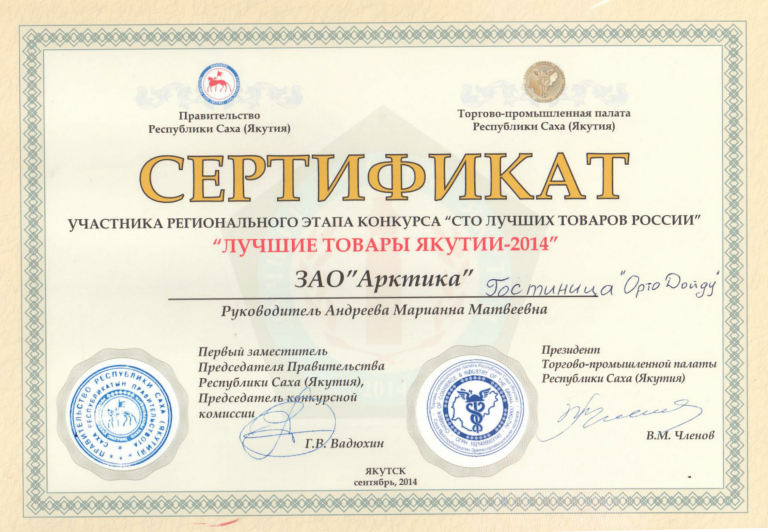 Правительство
Республики Саха (Якутия)
Торгово-промышленная палата
Республики Саха (Якутия)
СЕРТИФИКАТ
УЧАСТНИКА РЕГИОНАЛЬНОГО ЭТАПА КОНКУРСА “СТО ЛУЧШИХ ТОВАРОВ РОССИИ”
“ЛУЧШИЕ ТОВАРЫ ЯКУТИИ-2014”
ЗАО”Арктика” Гостиница "Орто Дойду"
Руководитель Андреева Марианна Матвеевна
Первый заместитель
Председателя Правительства
Республики Саха (Якутия),
Председатель конкурсной
комиссии
Г.В. Вадюхин
Президент
Торгово-промышленной палаты
Республики Саха (Якутия)
В.М. Членов
ПРАВИТЕЛЬСТВО РЕСПУБЛИКИ САХА (ЯКУТИЯ)
ЯКУТСК
сентябрь, 2014